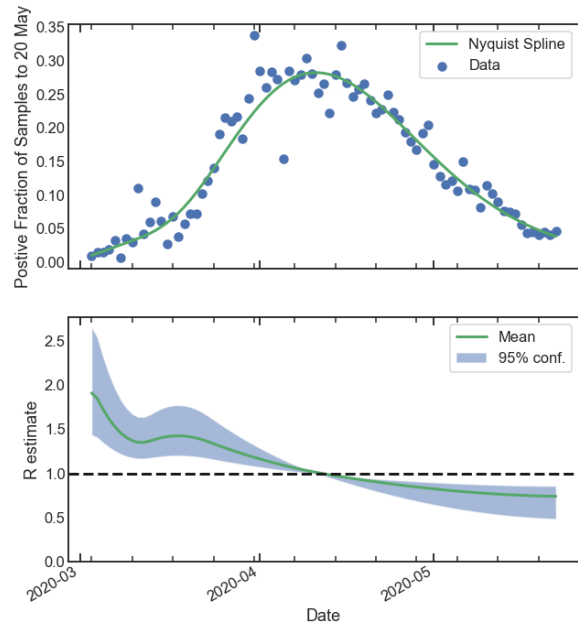 Postive Fraction of Samples to 20 May
0.35
0.30
0.25
0.20
0.15
0.10
0.05
0.00
Nyquist Spline
Data
R estimate
2.5
2.0
1.5
1.0
0.5
0.0
Mean
95% conf.
2020-03
2020-04
2020-05
Date